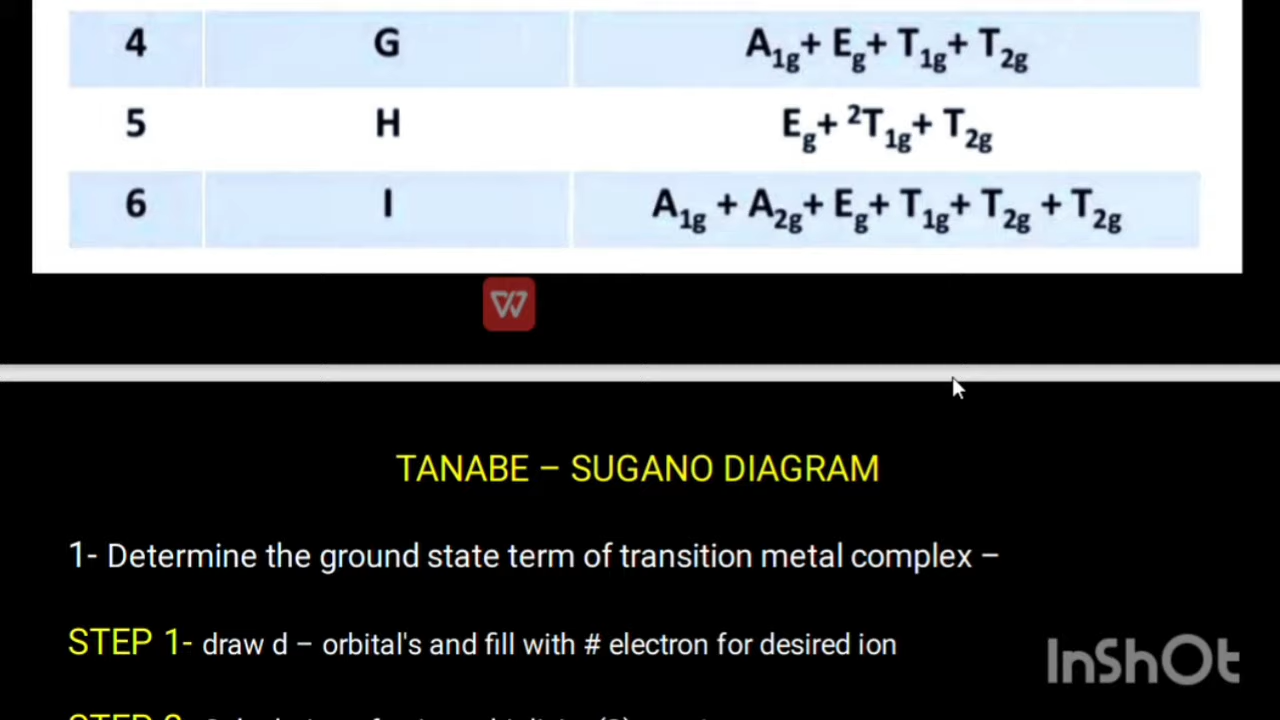 4 G A1g+ Eg+ T1g+ T2g
5 H Eg+ ²T1g+ T2g
6 I A1g + A2g+ Eg+ T1g+ T2g + T2g
TANABE – SUGANO DIAGRAM
1- Determine the ground state term of transition metal complex –
STEP 1- draw d – orbital's and fill with # electron for desired ion
InShOt